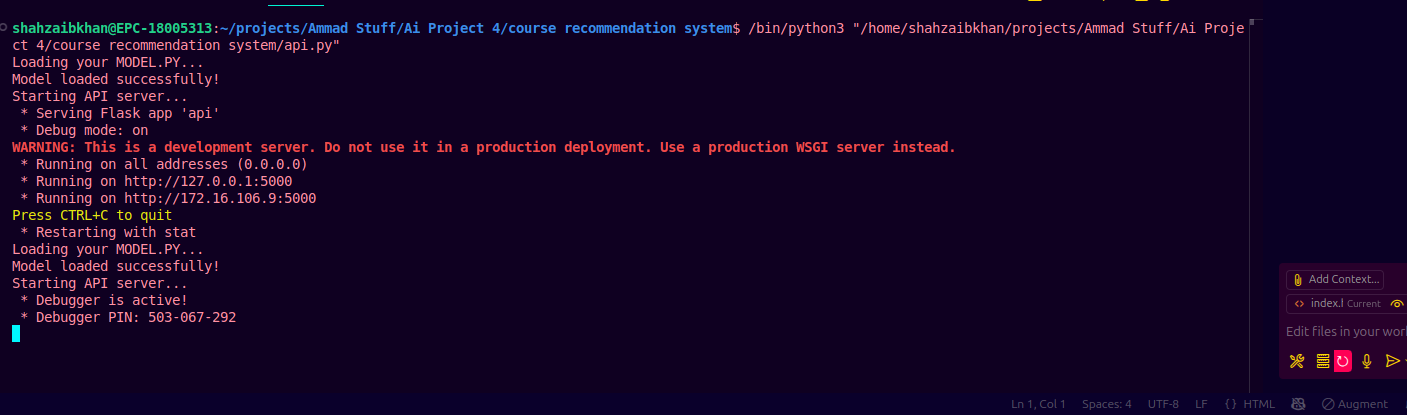 shahzaibkhan@EPC-18005313:~/projects/Ammad Stuff/Ai Project 4/course recommendation system$ /bin/python3 "/home/shahzaibkhan/projects/Ammad Stuff/Ai Proje
ct 4/course recommendation system/api.py"
Loading your MODEL.PY...
Model loaded successfully!
Starting API server...
 * Serving Flask app 'api'
 * Debug mode: on
WARNING: This is a development server. Do not use it in a production deployment. Use a production WSGI server instead.
 * Running on all addresses (0.0.0.0)
 * Running on http://127.0.0.1:5000
 * Running on http://172.16.106.9:5000
Press CTRL+C to quit
 * Restarting with stat
Loading your MODEL.PY...
Model loaded successfully!
Starting API server...
 * Debugger is active!
 * Debugger PIN: 503-067-292
Add Context...
<> index.l Current
Edit files in your wor
Ln 1, Col 1 Spaces: 4 UTF-8 LF {} HTML Augment